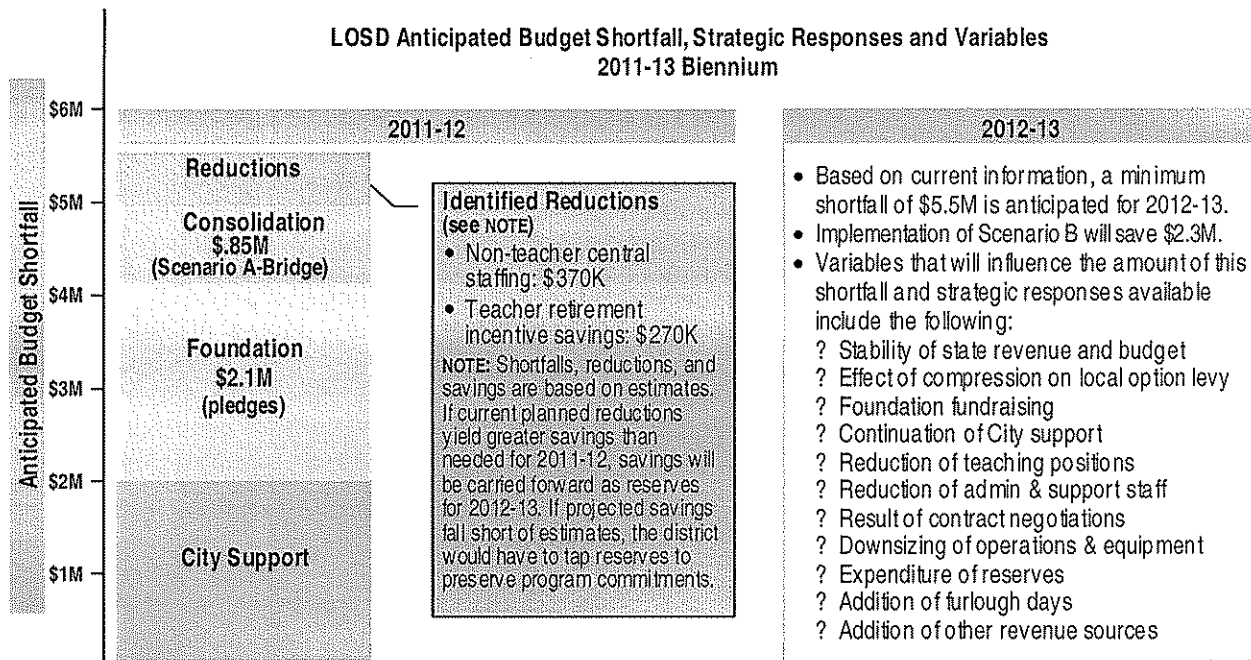 LOSD Anticipated Budget Shortfall, Strategic Responses and Variables
2011-13 Biennium
Anticipated Budget Shortfall
$6M
$5M
$4M
$3M
$2M
$1M
2011-12
Reductions
Consolidation
$.85M
(Scenario A-Bridge)
Foundation
$2.1M
(pledges)
City Support
Identified Reductions
(see NOTE)
• Non-teacher central
staffing: $370K
• Teacher retirement
incentive savings: $270K
NOTE: Shortfalls, reductions, and
savings are based on estimates.
If current planned reductions
yield greater savings than
needed for 2011-12, savings will
be carried forward as reserves
for 2012-13. If projected savings
fall short of estimates, the district
would have to tap reserves to
preserve program commitments.
2012-13
• Based on current information, a minimum
shortfall of $5.5M is anticipated for 2012-13.
• Implementation of Scenario B will save $2.3M.
• Variables that will influence the amount of this
shortfall and strategic responses available
include the following:
? Stability of state revenue and budget
? Effect of compression on local option levy
? Foundation fundraising
? Continuation of City support
? Reduction of teaching positions
? Reduction of admin & support staff
? Result of contract negotiations
? Downsizing of operations & equipment
? Expenditure of reserves
? Addition of furlough days
? Addition of other revenue sources